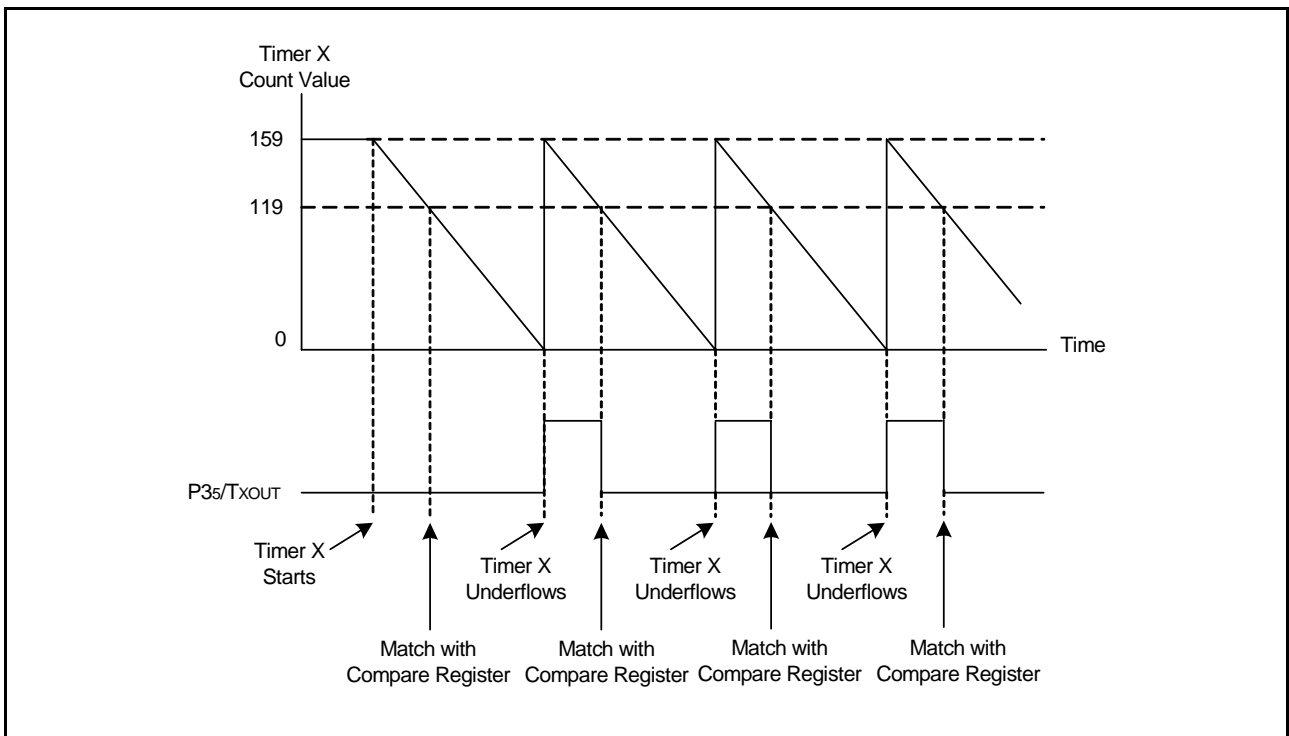 Timer X
Count Value
159
119
0
Time
P35/TXOUT
Timer X
Starts
Timer X
Underflows
Timer X
Underflows
Timer X
Underflows
Match with
Compare Register
Match with
Compare Register
Match with
Compare Register
Match with
Compare Register